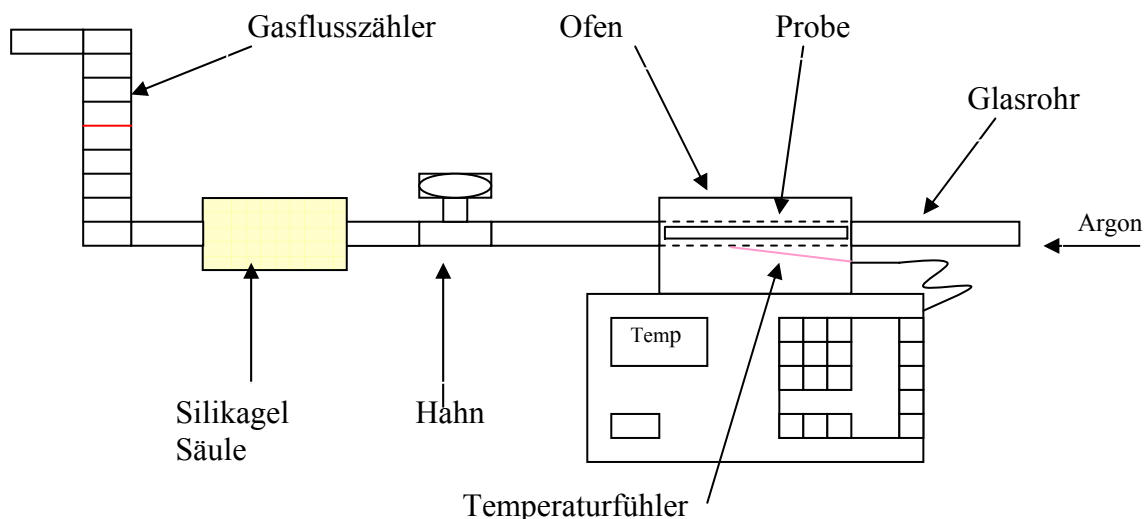 Gasflusszähler
Ofen
Probe
Glasrohr
Argon
Temp
Silikagel
Säule
Hahn
Temperaturfühler